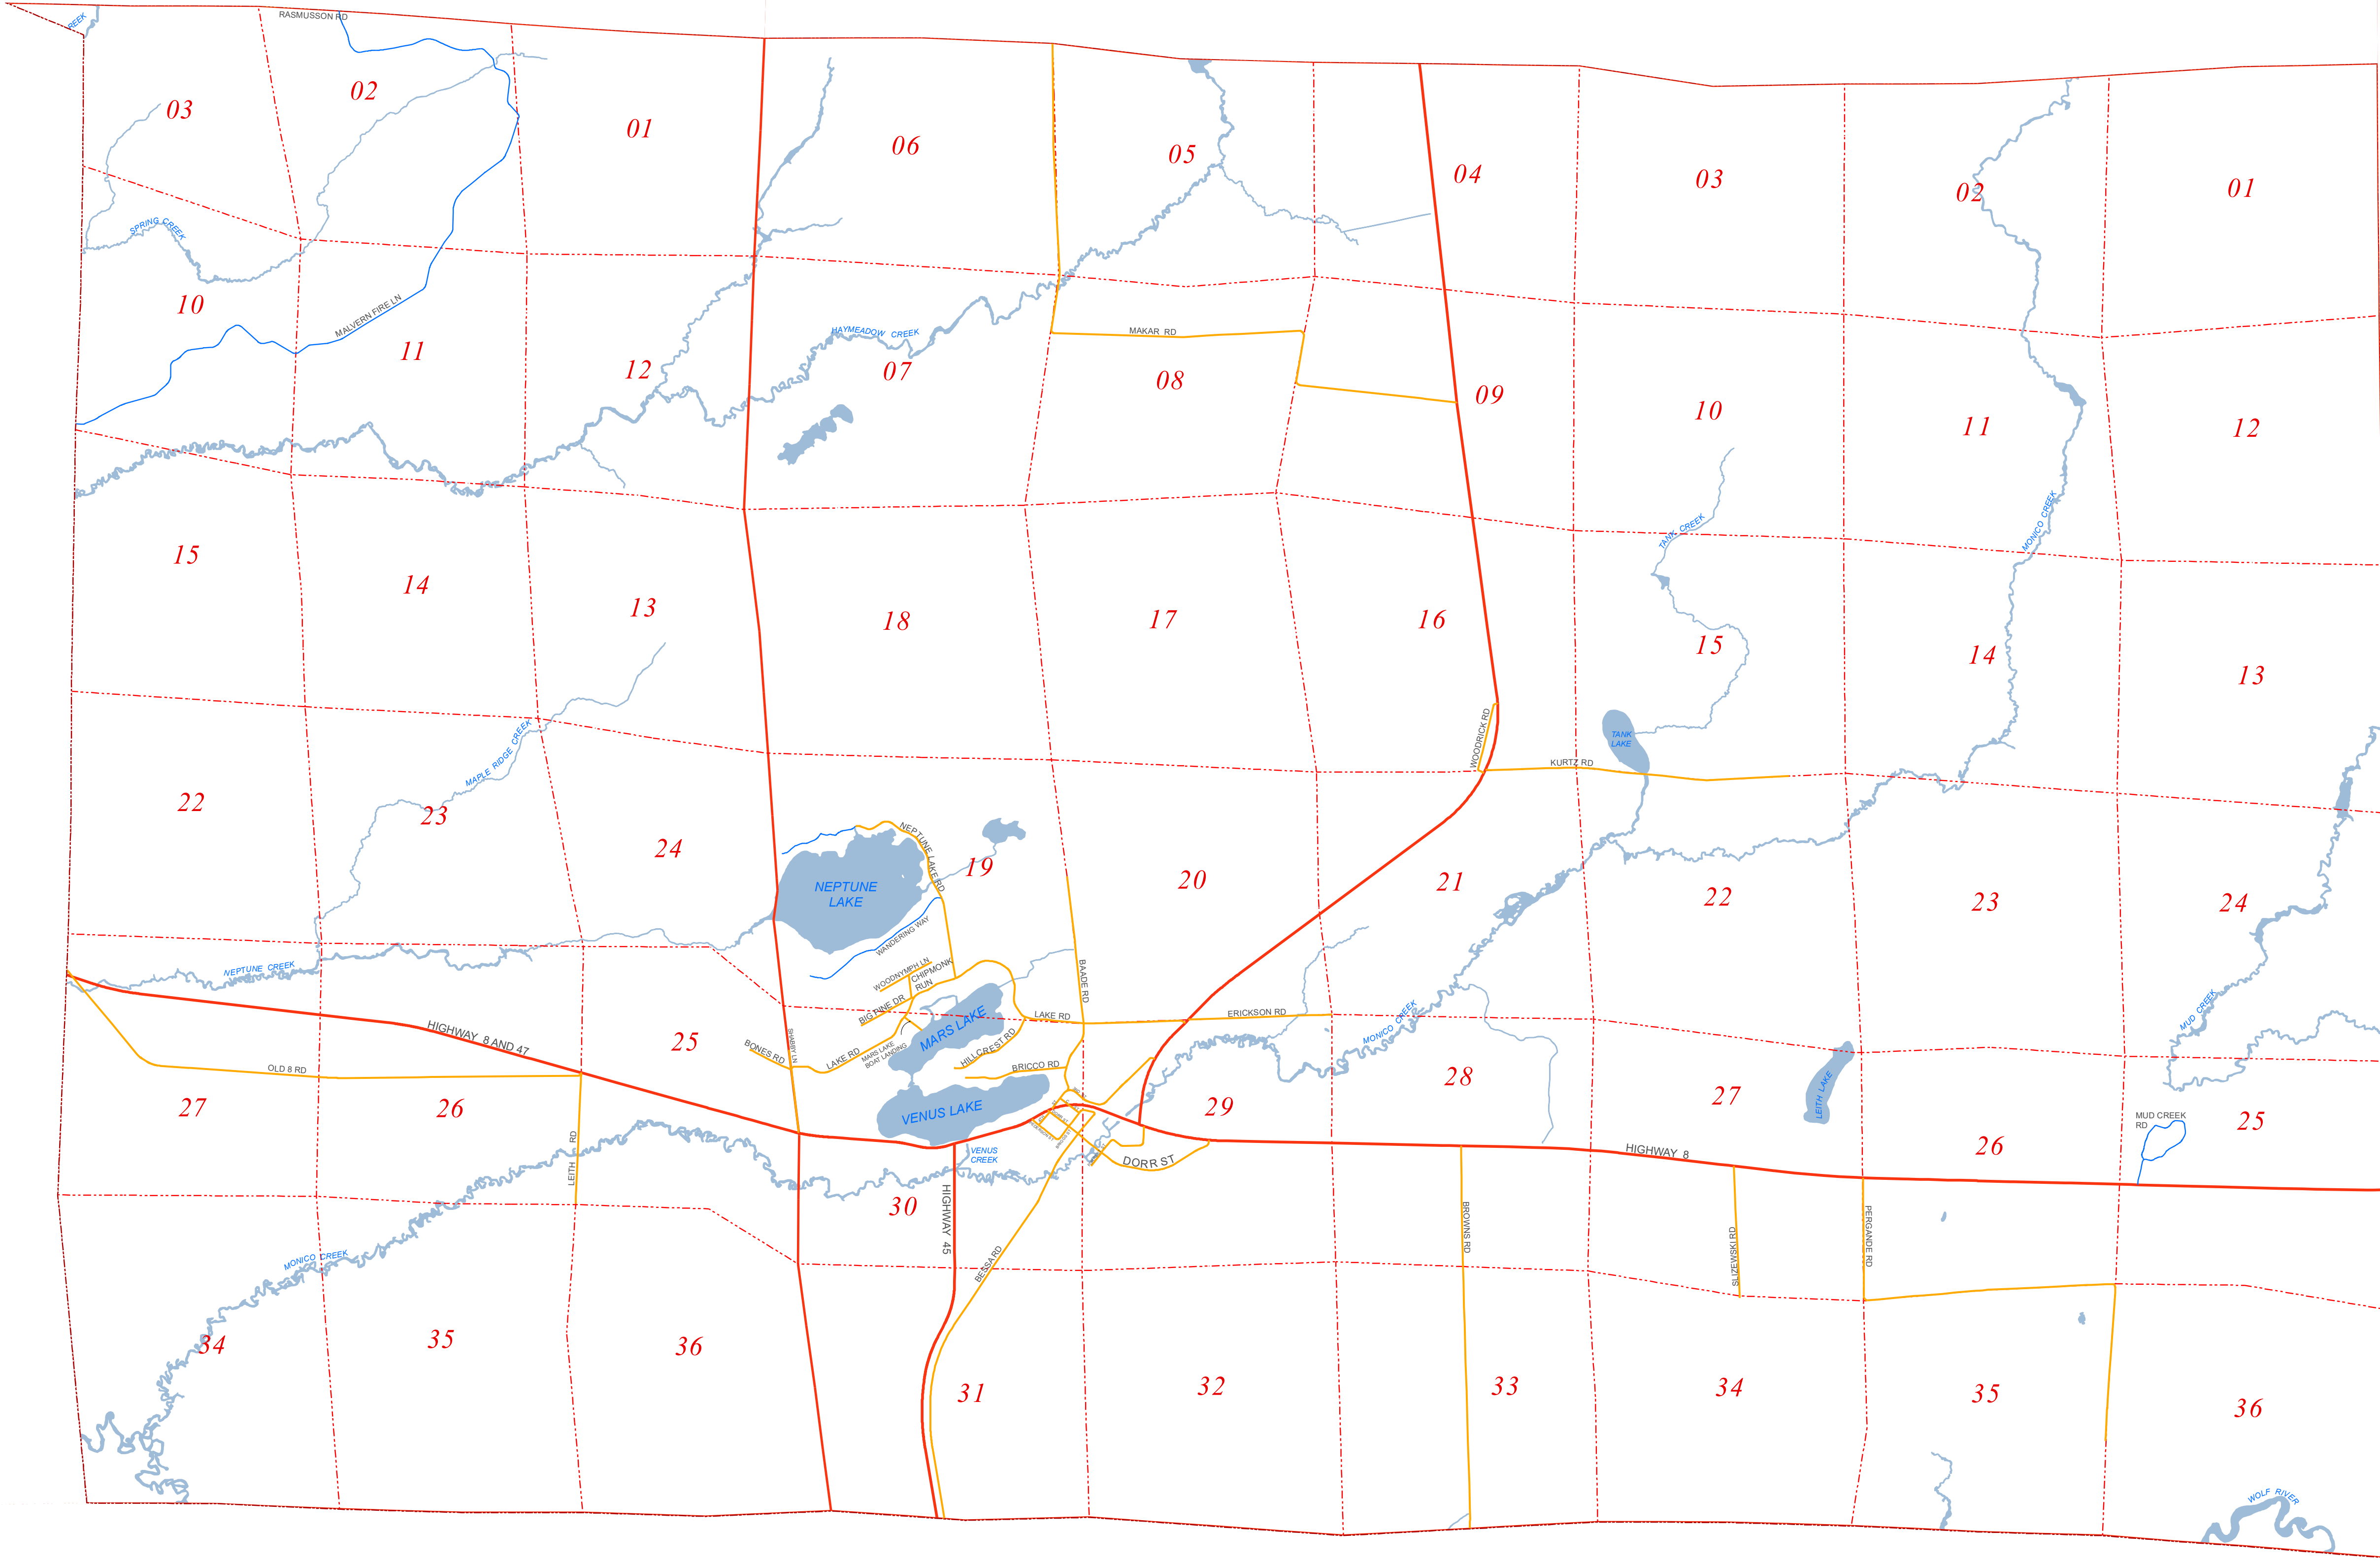 CREEK
RASMUSSON RD
03
02
01
06
05
04
03
02
01
SPRING CREEK
10
MALVERN FIRE LN
11
12
HAYMEADOW CREEK
07
MAKAR RD
08
09
10
11
12
TANK CREEK
MONICO CREEK
15
14
13
18
17
16
15
14
13
MAPLE RIDGE CREEK
WOODRICK RD
TANK
LAKE
KURTZ RD
22
23
24
NEPTUNE
LAKE
NEPTUNE LAKE RD
19
20
21
22
23
24
WANDERING WAY
NEPTUNE CREEK
WOODNYMPH LN
CHIPMONK
RUN
BIG PINE DR
BAADE RD
HIGHWAY 8 AND 47
25
SHABBY LN
BONES RD
LAKE RD
MARS LAKE
BOAT LANDING
MARS LAKE
HILLCREST RD
LAKE RD
ERICKSON RD
MONICO CREEK
MUD CREEK
OLD 8 RD
BRICCO RD
27
26
VENUS LAKE
29
28
27
LEITH LAKE
26
MUD CREEK
RD
25
LEITH RD
VENUS
CREEK
DORR ST
HIGHWAY 8
30
HIGHWAY 45
BESSA RD
BROWNS RD
SLIZEWSKI RD
PERGANDE RD
MONICO CREEK
34
35
36
31
32
33
34
35
36
WOLF RIVER